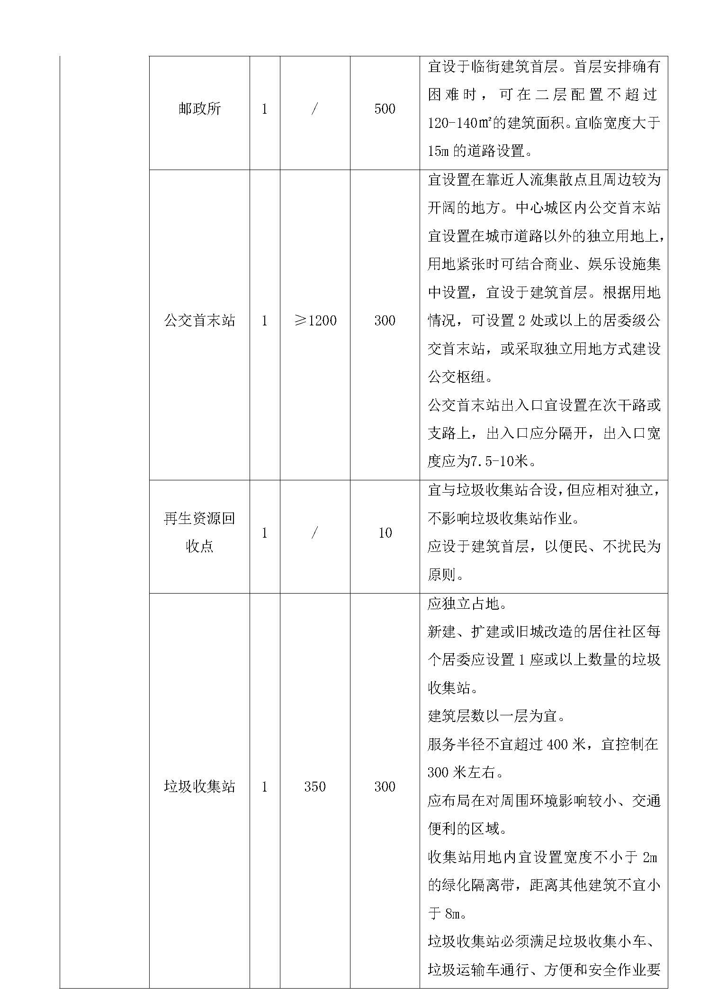 邮政所
1
/
500
宜设于临街建筑首层。首层安排确有
困难时，可在二层配置不超过
120-140㎡的建筑面积。宜临宽度大于
15m 的道路设置。
公交首末站
1
≥1200
300
宜设置在靠近人流集散点且周边较为
开阔的地方。中心城区内公交首末站
宜设置在城市道路以外的独立用地上，
用地紧张时可结合商业、娱乐设施集
中设置，宜设于建筑首层。根据用地
情况，可设置 2 处或以上的居委级公
交首末站，或采取独立用地方式建设
公交枢纽。
公交首末站出入口宜设置在次干路或
支路上，出入口应分隔开，出入口宽
度应为7.5-10米。
再生资源回
收点
1
/
10
宜与垃圾收集站合设，但应相对独立，
不影响垃圾收集站作业。
应设于建筑首层，以便民、不扰民为
原则。
垃圾收集站
1
350
300
应独立占地。
新建、扩建或旧城改造的居住社区每
个居委应设置 1 座或以上数量的垃圾
收集站。
建筑层数以一层为宜。
服务半径不宜超过 400 米，宜控制在
300 米左右。
应布局在对周围环境影响较小、交通
便利的区域。
收集站用地内宜设置宽度不小于 2m
的绿化隔离带，距离其他建筑不宜小
于 8m。
垃圾收集站必须满足垃圾收集小车、
垃圾运输车通行、方便和安全作业要